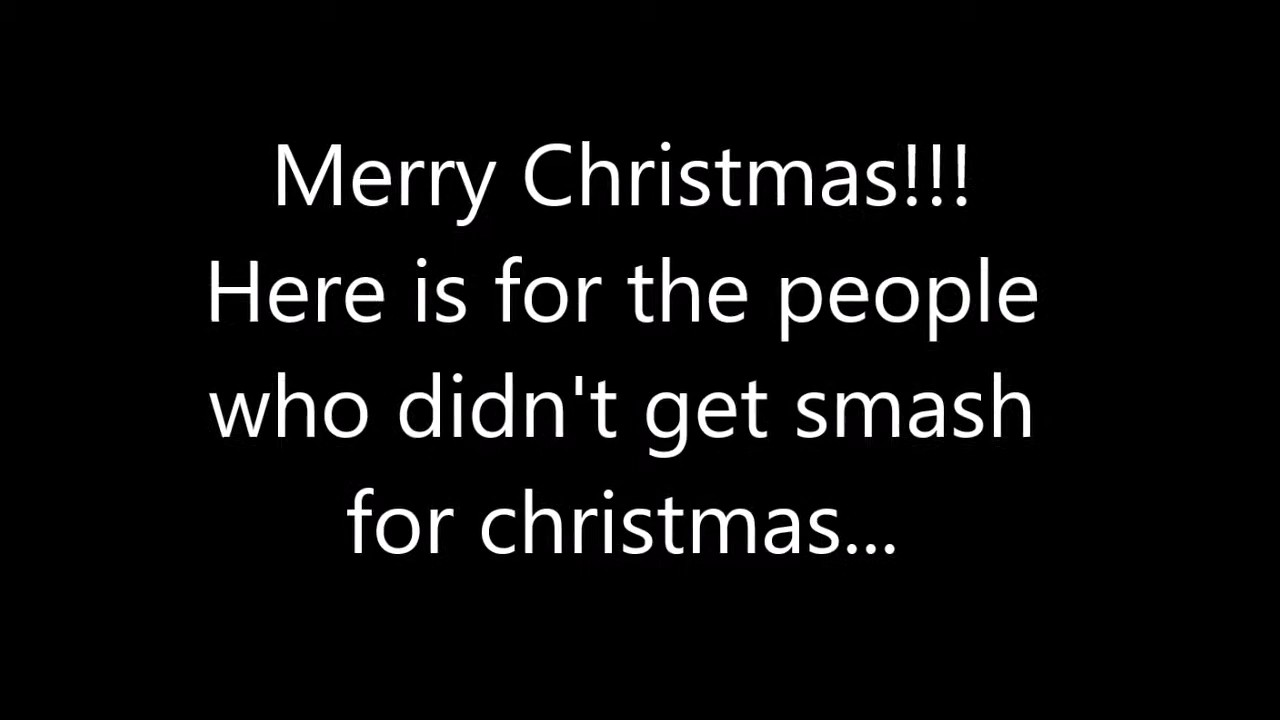 Merry Christmas!!!
Here is for the people
who didn't get smash
for christmas...